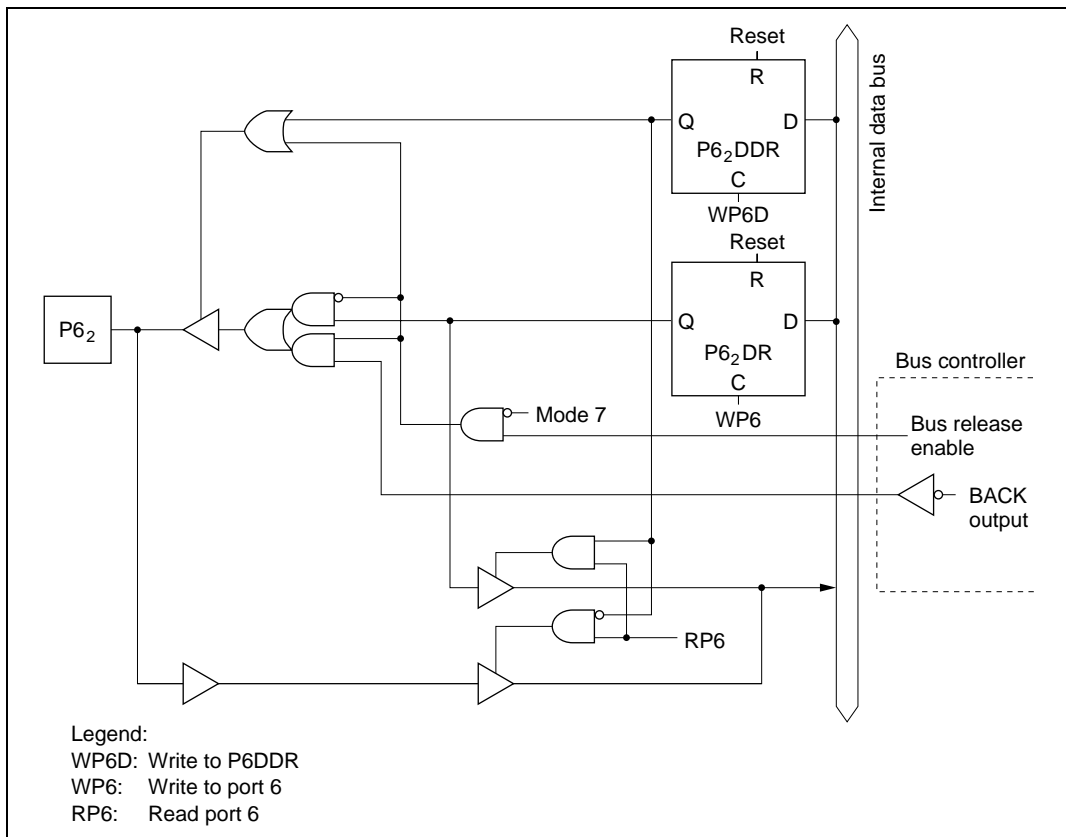 Reset
R
Q
D
P6₂DDR
C
WP6D
Internal data bus
Reset
R
P6₂
Q
D
P6₂DR
C
WP6
Bus controller
Mode 7
Bus release
enable
BACK
output
RP6
Legend:
WP6D: Write to P6DDR
WP6: Write to port 6
RP6: Read port 6